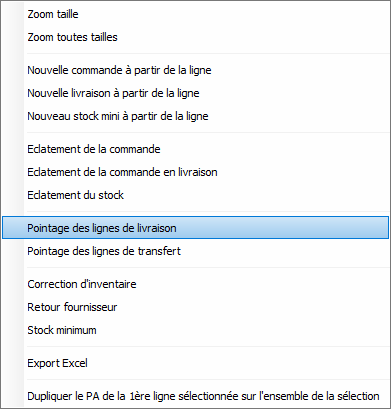 Zoom taille
Zoom toutes tailles
Nouvelle commande à partir de la ligne
Nouvelle livraison à partir de la ligne
Nouveau stock mini à partir de la ligne
Eclatement de la commande
Eclatement de la commande en livraison
Eclatement du stock
Pointage des lignes de livraison
Pointage des lignes de transfert
Correction d'inventaire
Retour fournisseur
Stock minimum
Export Excel
Dupliquer le PA de la 1ère ligne sélectionnée sur l'ensemble de la sélection